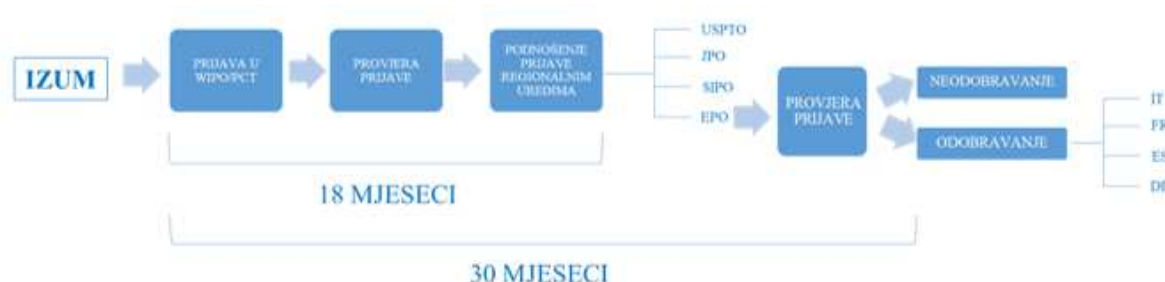 IZUM
PRIJAVA U
WIPO/PCT
PROVJERA
PRIJAVE
PODNOŠENJE
PRIJAVE
REGIONALNIM
UREDIMA
USPTO
JPO
SIPO
EPO
PROVJERA
PRIJAVE
NEODOBRAVANJE
ODOBRAVANJE
IT
FR
ES
DE
18 MJESECI
30 MJESECI